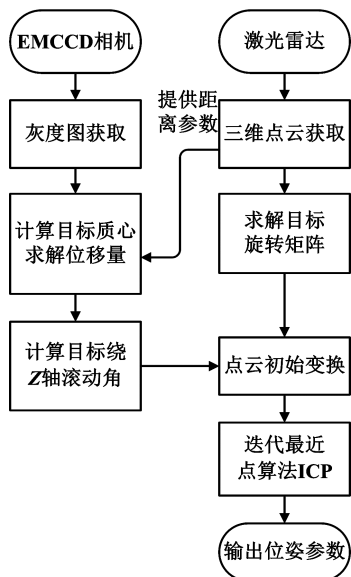 EMCCD相机
激光雷达
提供距
离参数
灰度图获取
三维点云获取
计算目标质心
求解位移量
求解目标
旋转矩阵
计算目标绕
Z轴滚动角
点云初始变换
迭代最近
点算法ICP
输出位姿参数